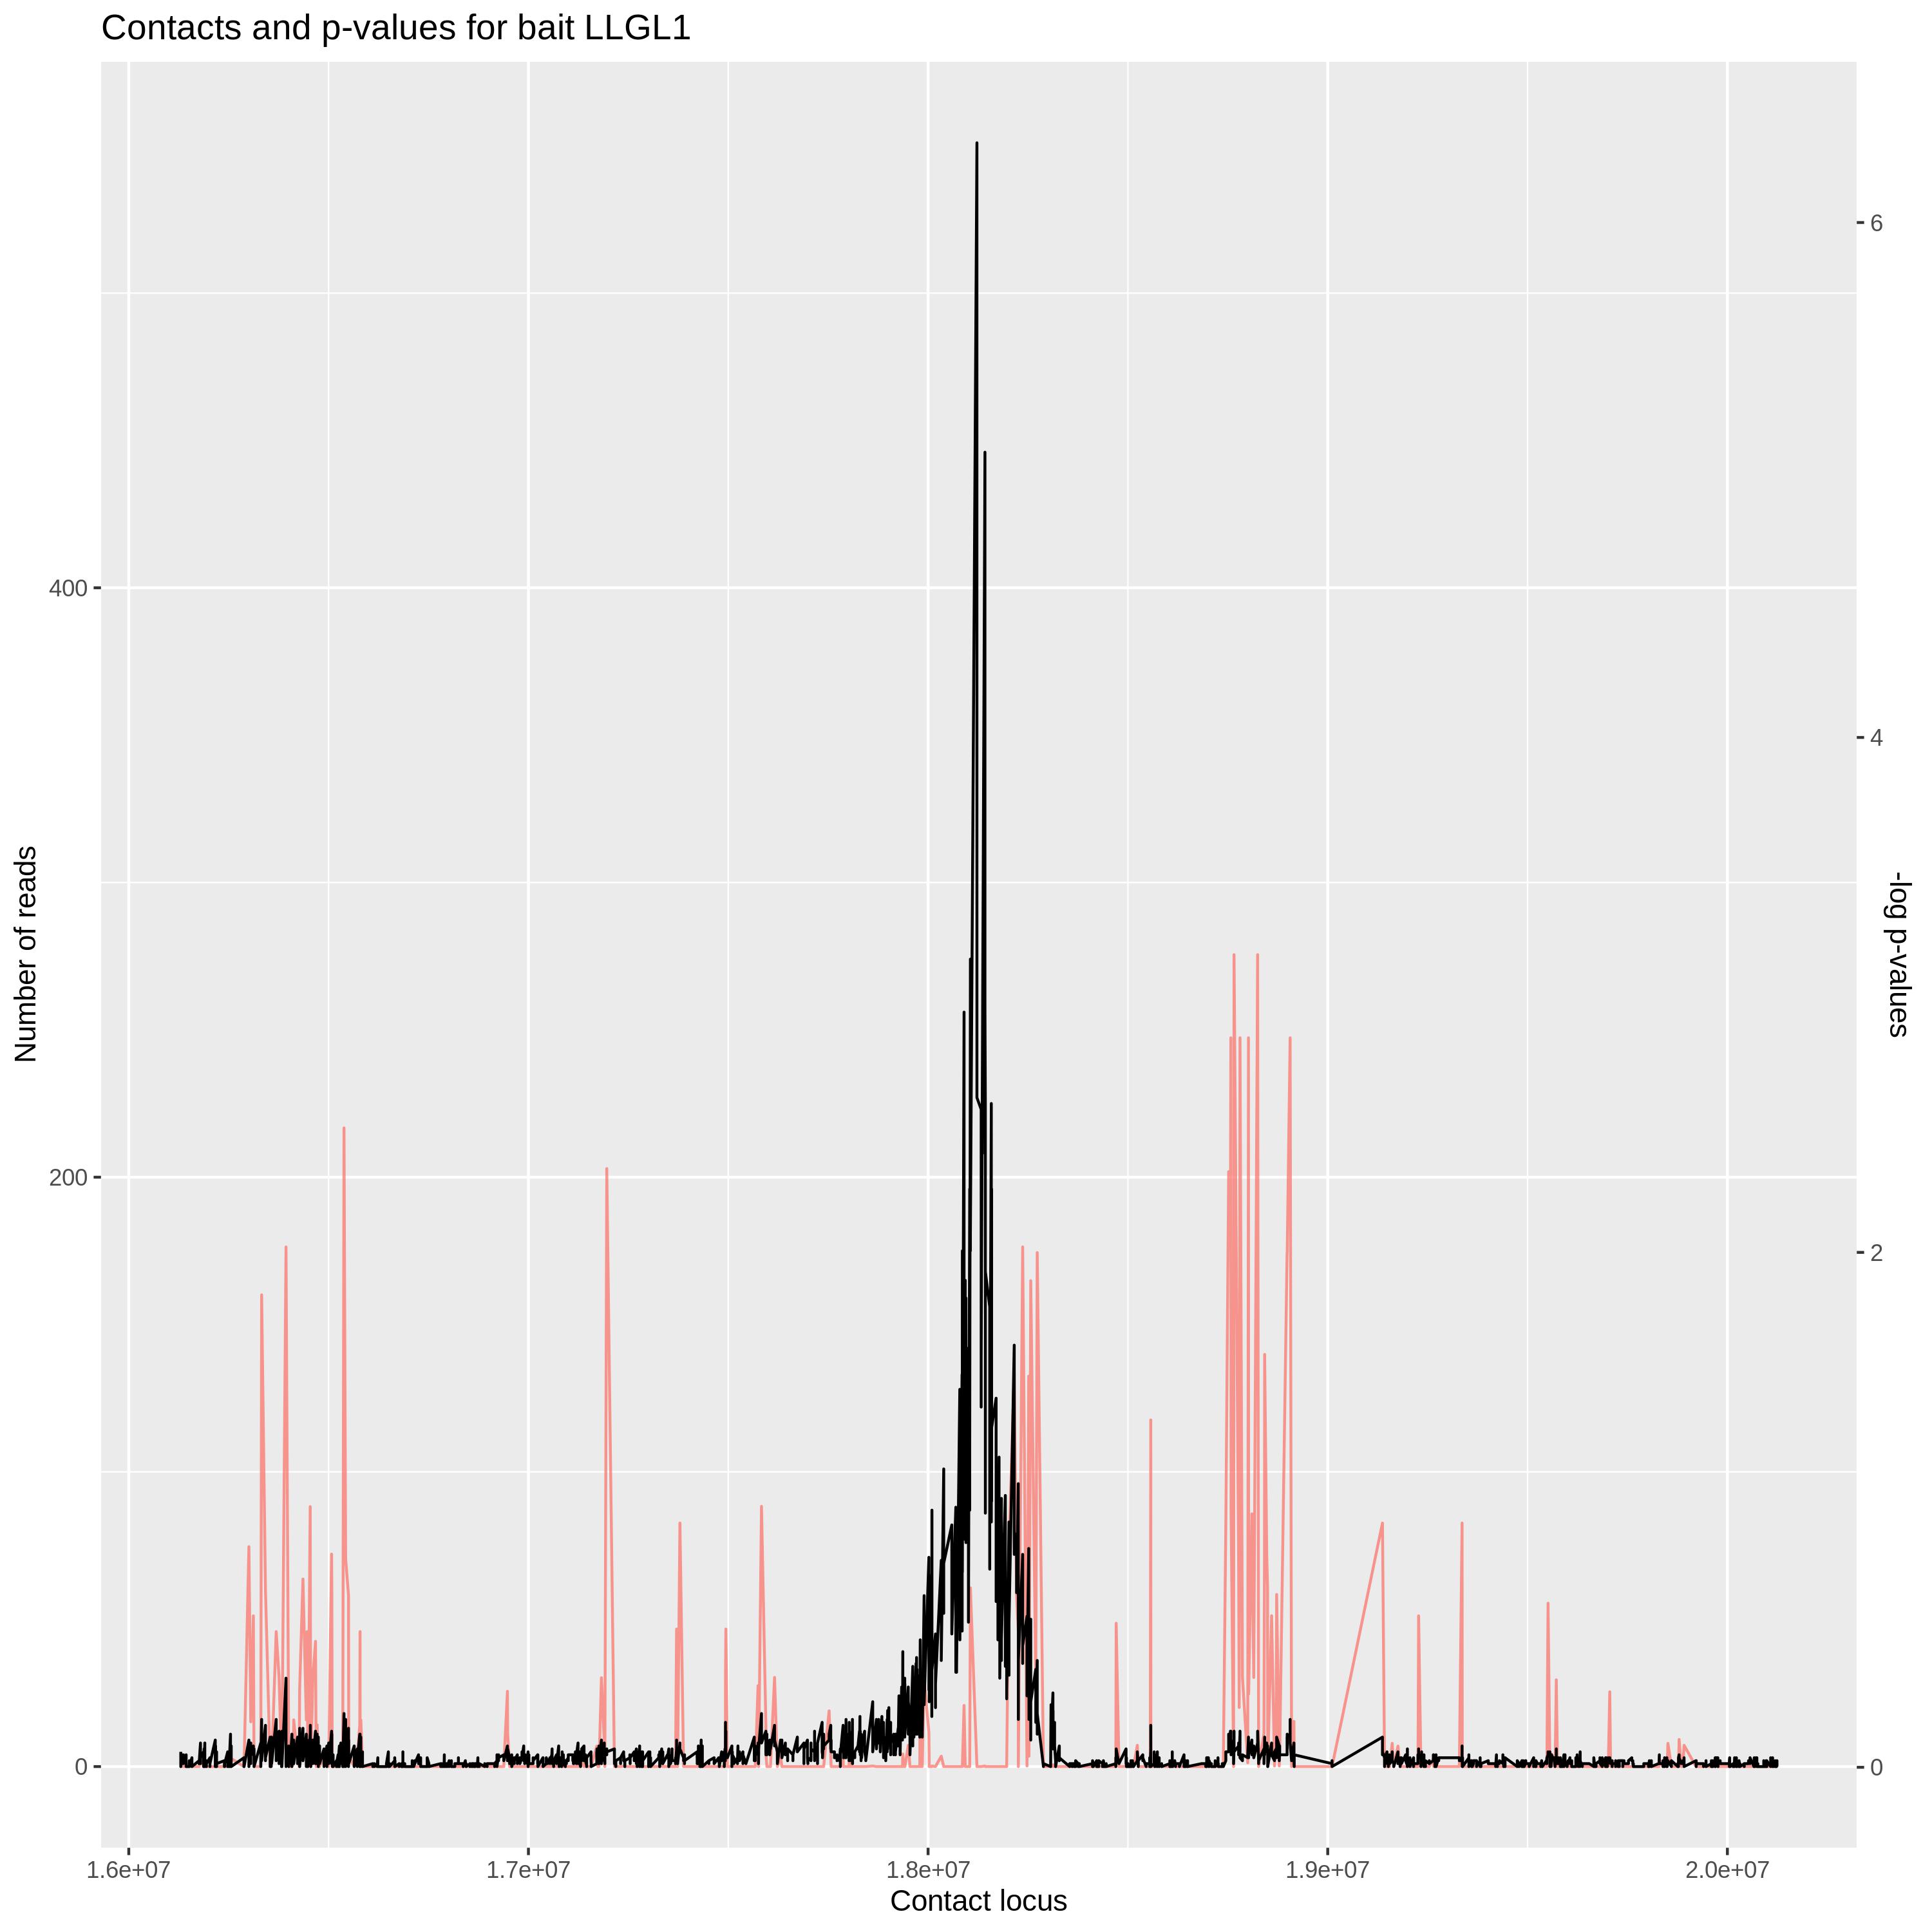 Contacts and p-values for bait LLGL1
Number of reads
400
200
0
6
4
2
0
-log p-values
1.6e+07 1.7e+07 1.8e+07 1.9e+07 2.0e+07
Contact locus